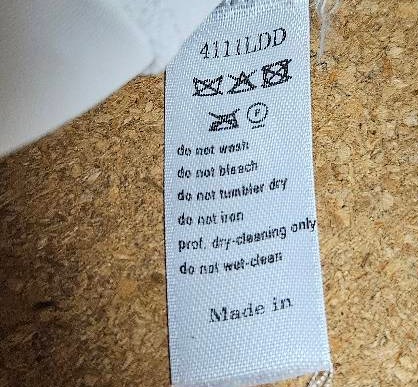 4111LDD
P
do not wash
do not bleach
do not tumbler dry
do not iron
prof. dry-cleaning only
do not wet-clean
Made in